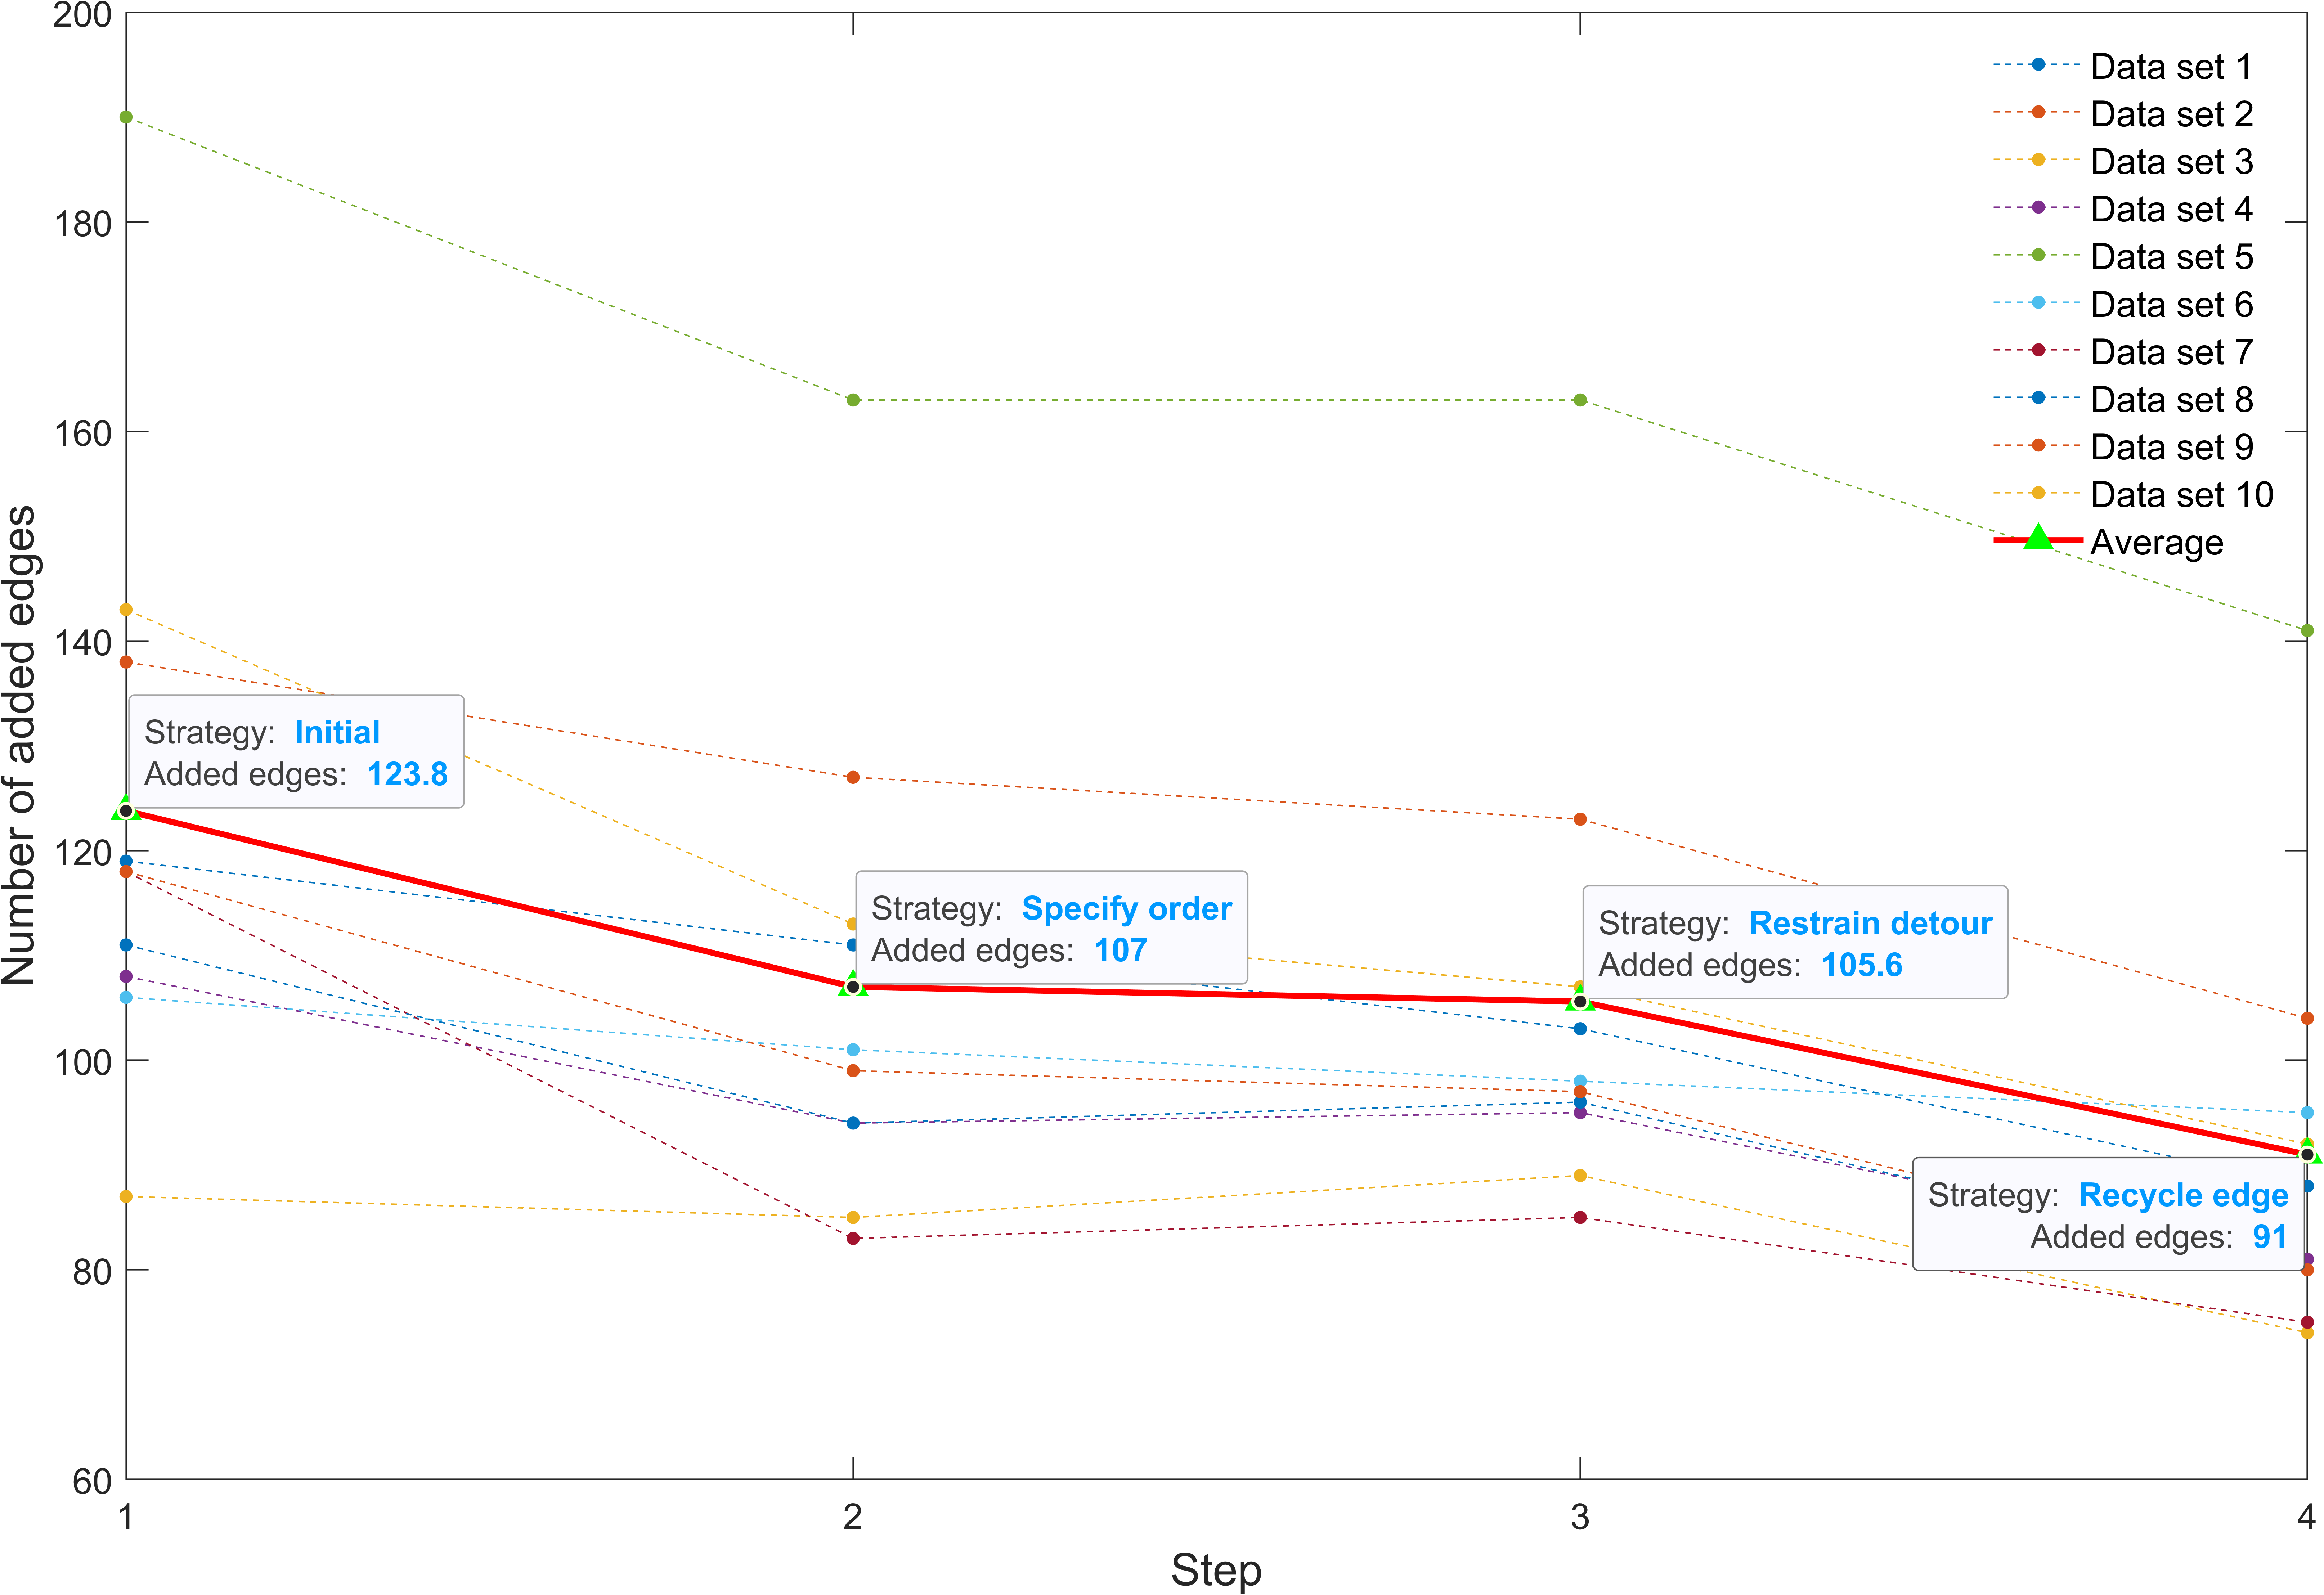 200
180
160
140
120
100
80
60
1
2
3
4
Number of added edges
Step
Data set 1
Data set 2
Data set 3
Data set 4
Data set 5
Data set 6
Data set 7
Data set 8
Data set 9
Data set 10
Average
Strategy: Initial
Added edges: 123.8
Strategy: Specify order
Added edges: 107
Strategy: Restrain detour
Added edges: 105.6
Strategy: Recycle edge
Added edges: 91